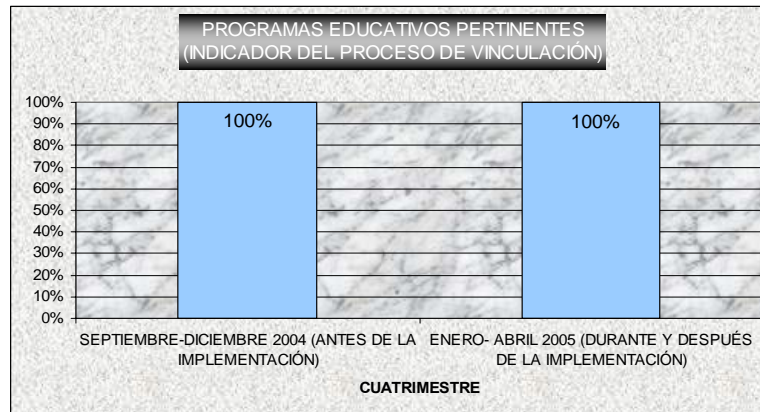 PROGRAMAS EDUCATIVOS PERTINENTES
(INDICADOR DEL PROCESO DE VINCULACIÓN)
100%
90%
80%
70%
60%
50%
40%
30%
20%
10%
0%
100%
100%
SEPTIEMBRE-DICIEMBRE 2004 (ANTES DE LA
IMPLEMENTACIÓN)
ENERO- ABRIL 2005 (DURANTE Y DESPUÉS
DE LA IMPLEMENTACIÓN)
CUATRIMESTRE